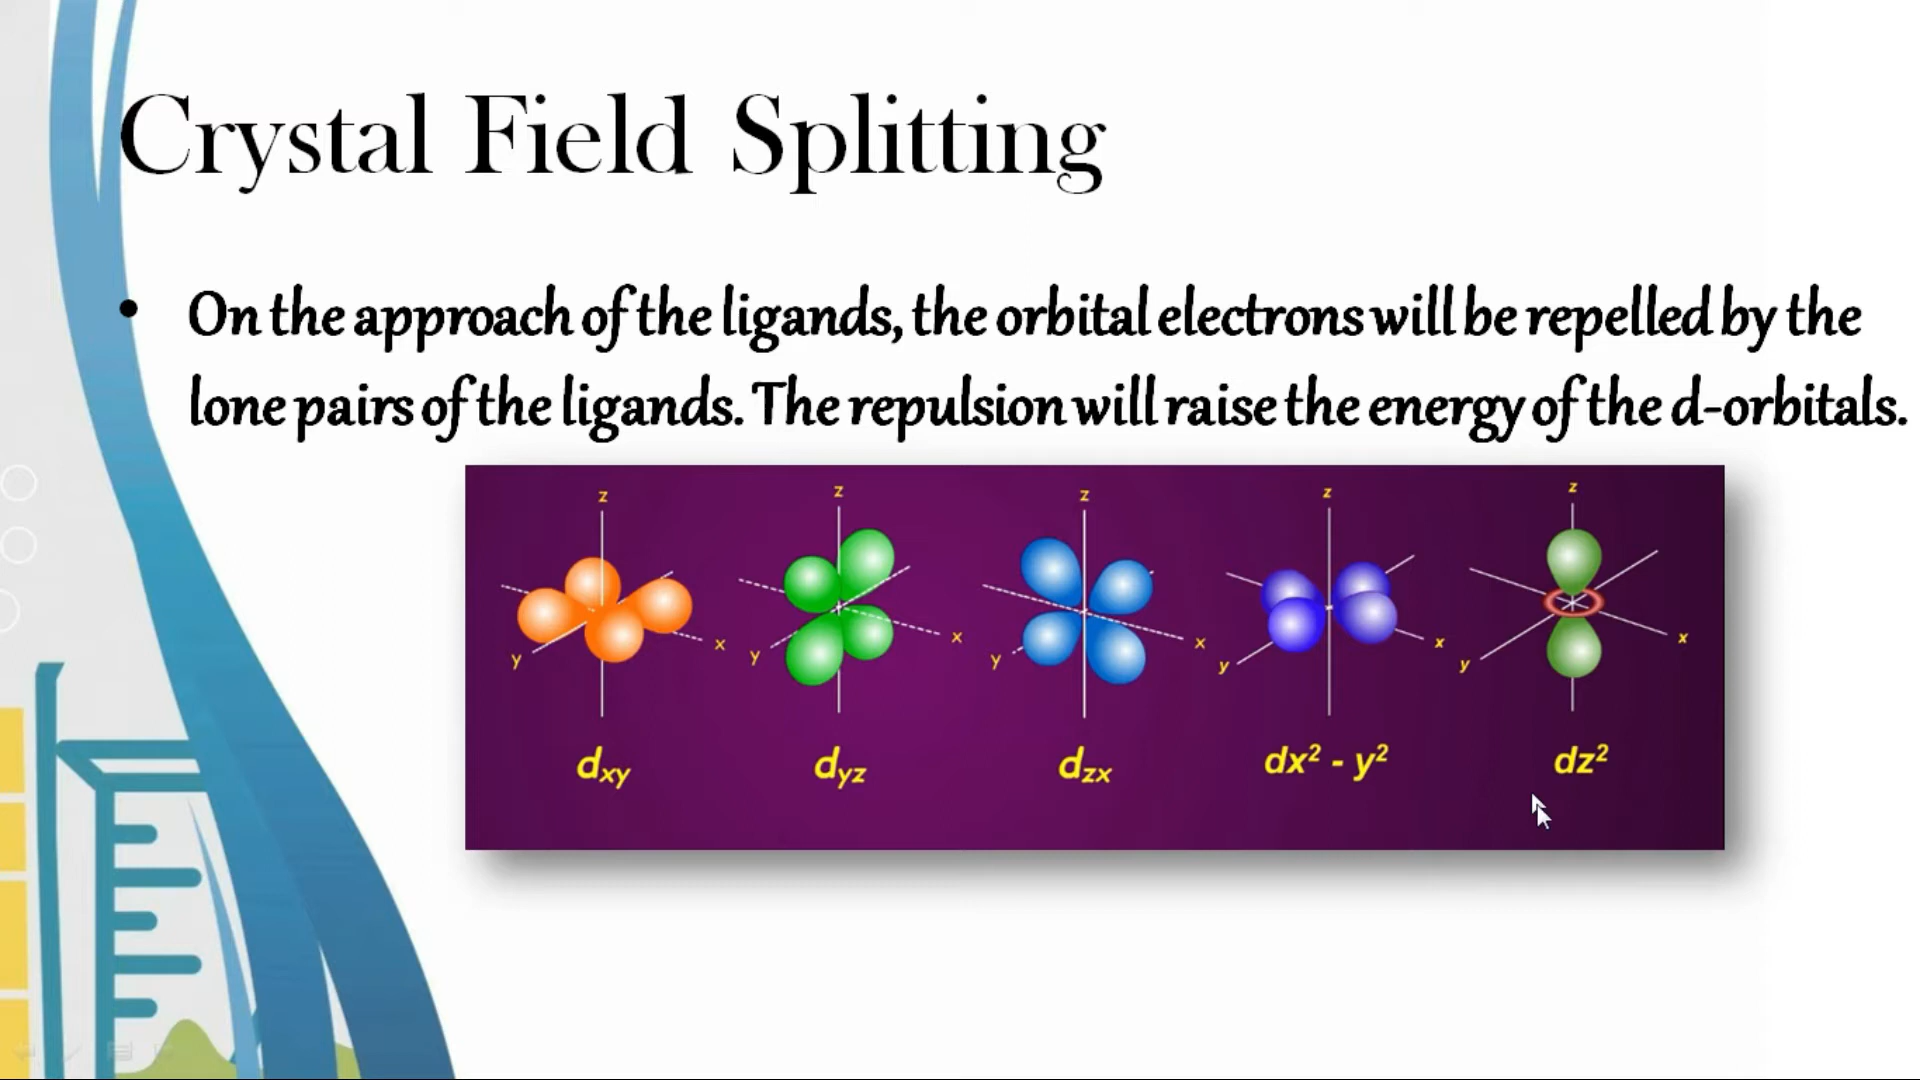 Crystal Field Splitting
• On the approach of the ligands, the orbital electrons will be repelled by the
lone pairs of the ligands. The repulsion will raise the energy of the d-orbitals.
z z z z z
x x x x x
y y y y y
dxy dyz dzx dx² - y² dz²